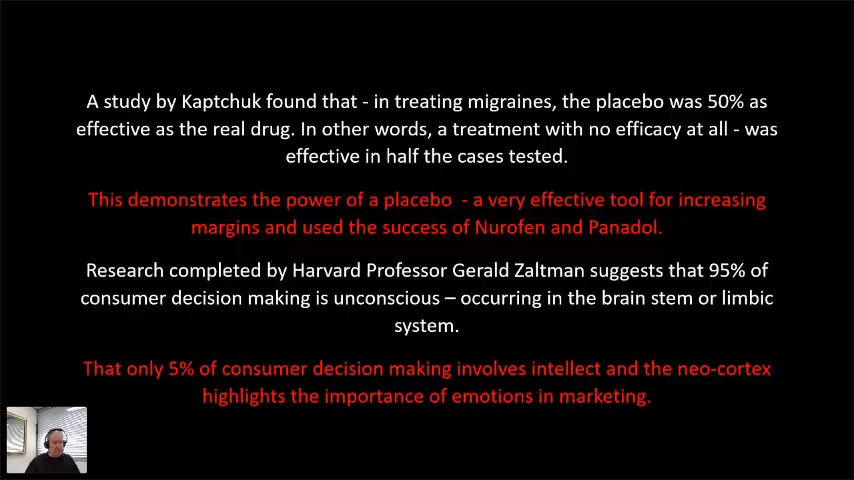 A study by Kaptchuk found that - in treating migraines, the placebo was 50% as
effective as the real drug. In other words, a treatment with no efficacy at all - was
effective in half the cases tested.
This demonstrates the power of a placebo  - a very effective tool for increasing
margins and used the success of Nurofen and Panadol.
Research completed by Harvard Professor Gerald Zaltman suggests that 95% of
consumer decision making is unconscious – occurring in the brain stem or limbic
system.
That only 5% of consumer decision making involves intellect and the neo-cortex
highlights the importance of emotions in marketing.